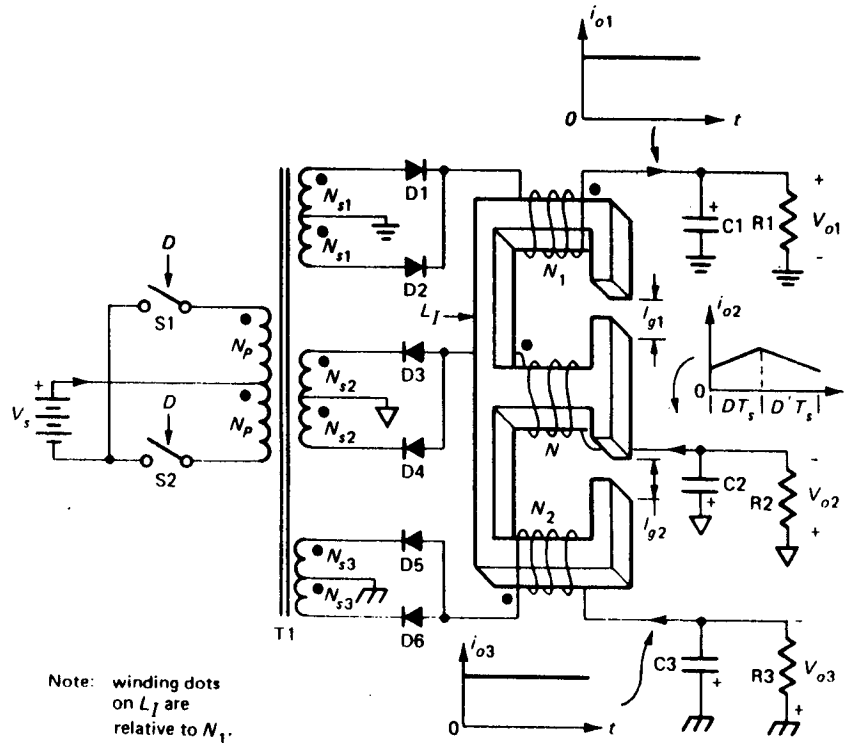 i_o1
0
t
N_s1
N_s1
D1
D2
N_1
C1
R1
+
V_o1
-
D
S1
N_P
N_P
V_s
+
D
S2
L_I
l_g1
i_o2
0
DT_s
D'T_s
N_s2
N_s2
D3
D4
N
C2
+
R2
-
V_o2
+
N_2
l_g2
N_s3
N_s3
D5
D6
T1
i_o3
0
t
C3
+
R3
-
V_o3
+
Note: winding dots
on L_I are
relative to N_1.